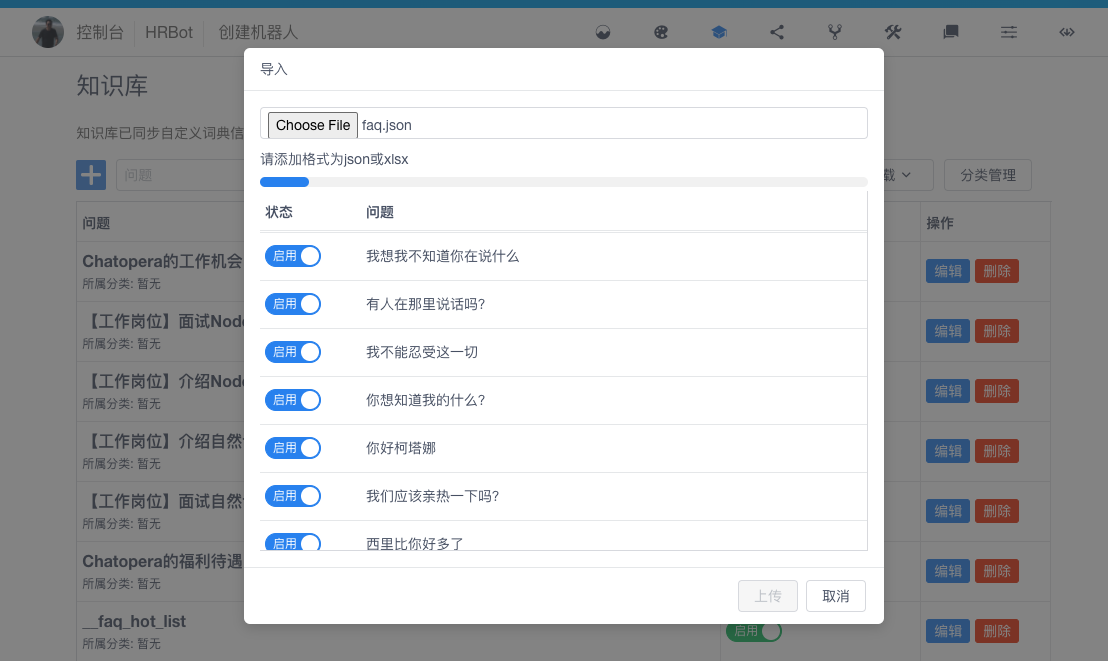 控制台 HRBot 创建机器人
导入
知识库
Choose File faq.json
知识库已同步自定义词典信
请添加格式为json或xlsx
问题
载
分类管理
状态 问题
问题 操作
启用 我想我不知道你在说什么
Chatopera的工作机会
所属分类: 暂无
编辑 删除
启用 有人在那里说话吗?
【工作岗位】面试Node
所属分类: 暂无
编辑 删除
启用 我不能忍受这一切
【工作岗位】介绍Node
所属分类: 暂无
编辑 删除
启用 你想知道我的什么?
【工作岗位】介绍自然
所属分类: 暂无
编辑 删除
启用 你好柯塔娜
【工作岗位】面试自然
所属分类: 暂无
编辑 删除
启用 我们应该亲热一下吗?
启用 西里比你好多了
Chatopera的福利待遇
所属分类: 暂无
编辑 删除
上传 取消
__faq_hot_list
所属分类: 暂无
启用 编辑 删除